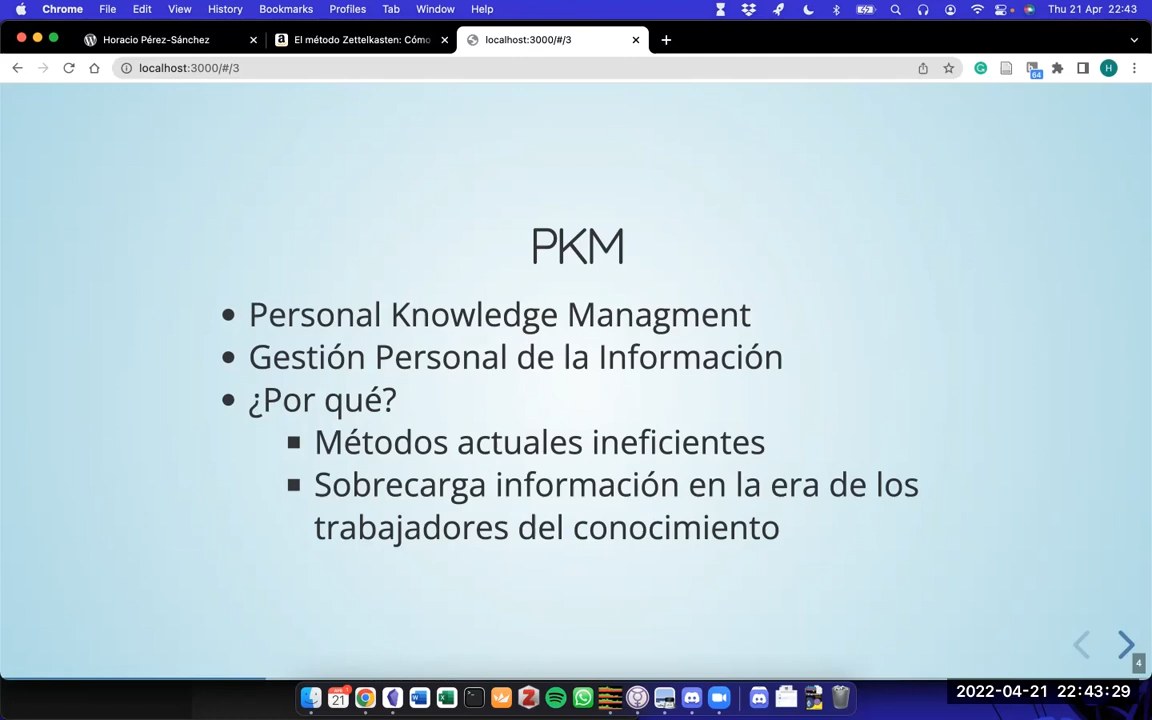 Chrome File Edit View History Bookmarks Profiles Tab Window Help Thu 21 Apr 22:43
Horacio Pérez-Sánchez El método Zettelkasten: Cómo localhost:3000/#/3
localhost:3000/#/3 64 H
PKM
Personal Knowledge Managment
Gestión Personal de la Información
¿Por qué?
Métodos actuales ineficientes
Sobrecarga información en la era de los
trabajadores del conocimiento
4
2022-04-21 22:43:29